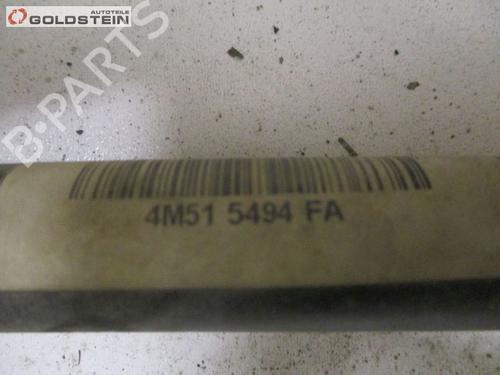 AUTOTEILE
GOLDSTEIN
B-PARTS
4M51 5494 FA